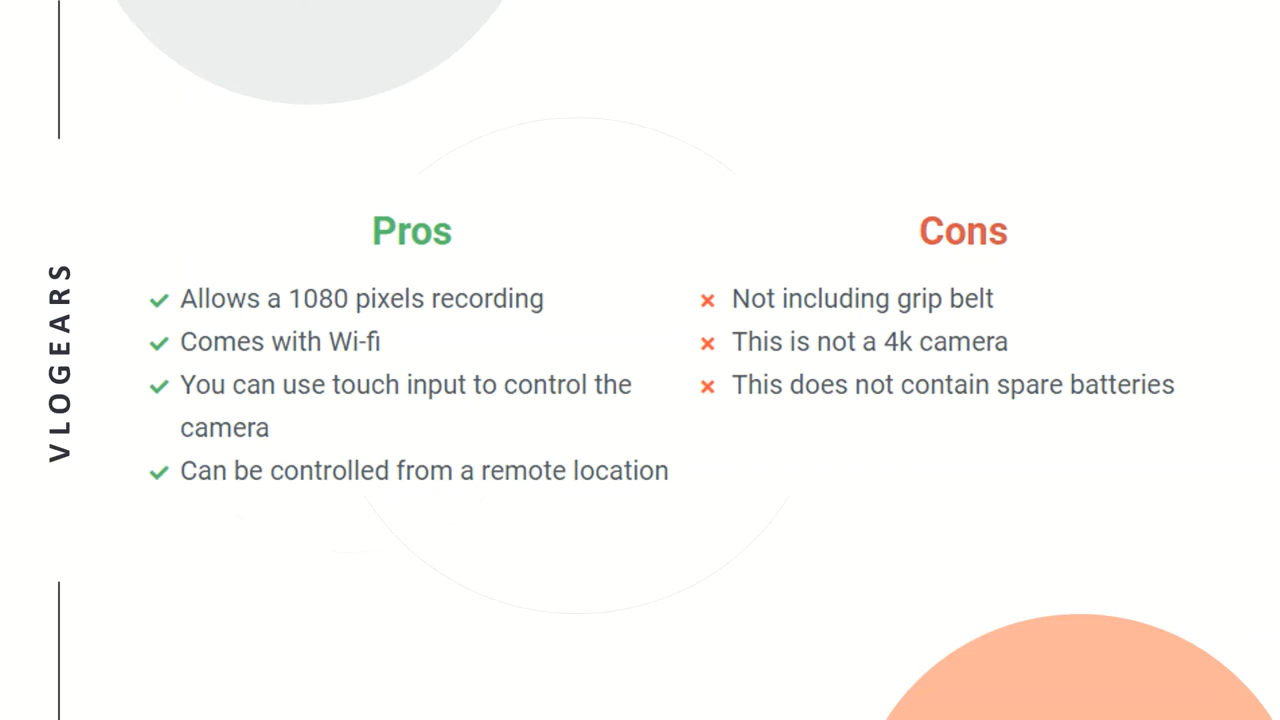 VLOGEARS
Pros
Allows a 1080 pixels recording
Comes with Wi-fi
You can use touch input to control the
camera
Can be controlled from a remote location
Cons
Not including grip belt
This is not a 4k camera
This does not contain spare batteries